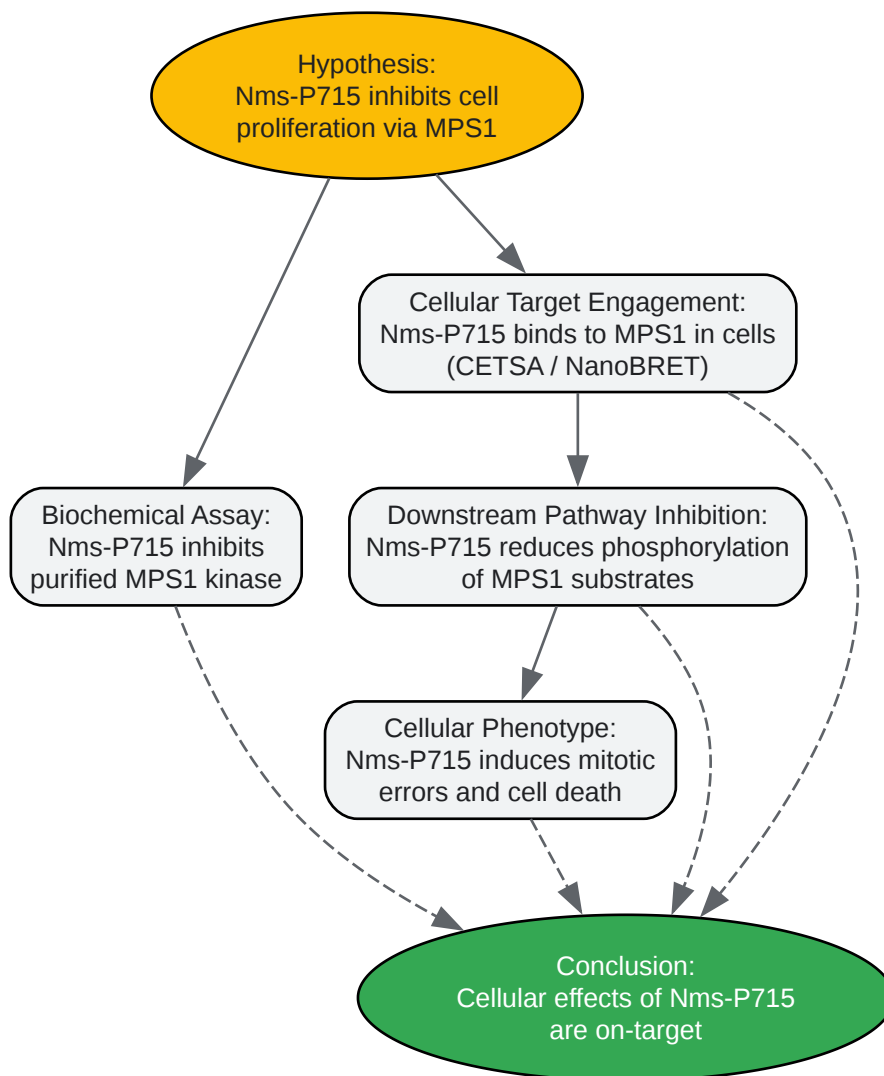 Hypothesis:
Nms-P715 inhibits cell
proliferation via MPS1
Cellular Target Engagement:
Nms-P715 binds to MPS1 in cells
(CETSA / NanoBRET)
Biochemical Assay:
Nms-P715 inhibits
purified MPS1 kinase
Downstream Pathway Inhibition:
Nms-P715 reduces phosphorylation
of MPS1 substrates
Cellular Phenotype:
Nms-P715 induces mitotic
errors and cell death
Conclusion:
Cellular effects of Nms-P715
are on-target